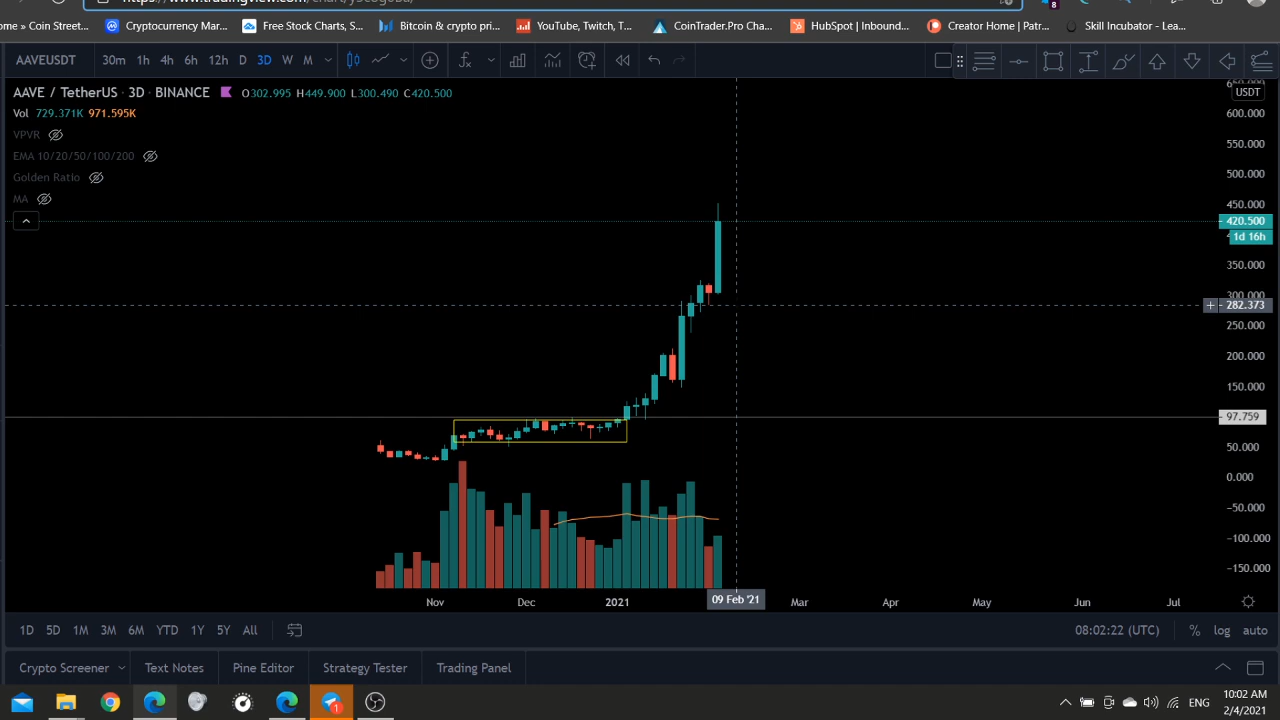 Cryptocurrency Mar... Free Stock Charts, S... Bitcoin & crypto pri... YouTube, Twitch, T... CoinTrader.Pro Chart... HubSpot | Inbound... Creator Home | Patr... Skill Incubator - Lea...
8
AAVEUSDT 30m 1h 4h 6h 12h D 3D W M
AAVE / TetherUS · 3D · BINANCE O302.995 H449.900 L300.490 C420.500
USDT
Vol 729.371K 971.595K
VPVR
EMA 10/20/50/100/200
Golden Ratio
MA
600.000
550.000
500.000
450.000
420.500
1d 16h
350.000
300.000
282.373
250.000
200.000
150.000
97.759
50.000
0.000
−50.000
−100.000
−150.000
Nov Dec 2021 09 Feb '21 Mar Apr May Jun Jul
1D 5D 1M 3M 6M YTD 1Y 5Y All 08:02:22 (UTC) % log auto
Crypto Screener Text Notes Pine Editor Strategy Tester Trading Panel
1
ENG
10:02 AM
2/4/2021